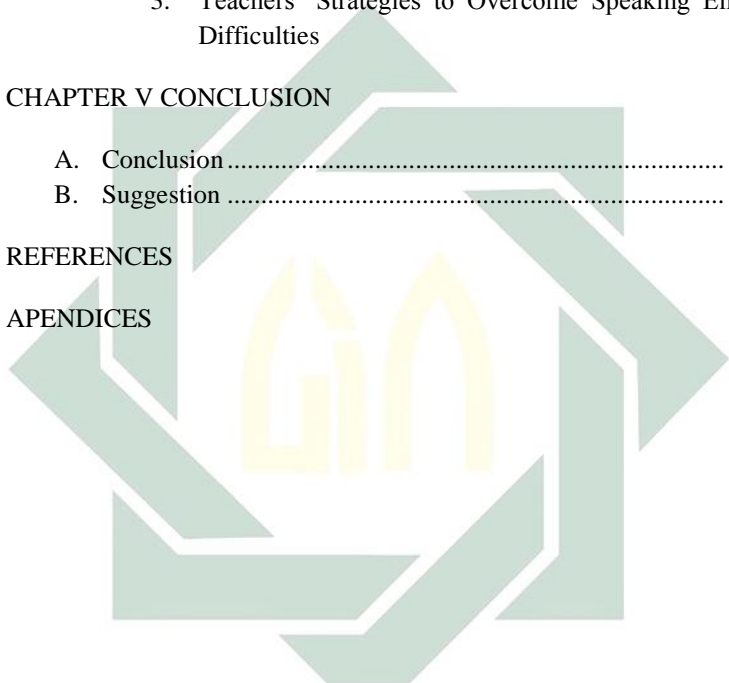 Teachers' Strategies to Overcome Speaking
Difficulties
CHAPTER V CONCLUSION
A. Conclusion ........................................................................
B. Suggestion ........................................................................
REFERENCES
APENDICES